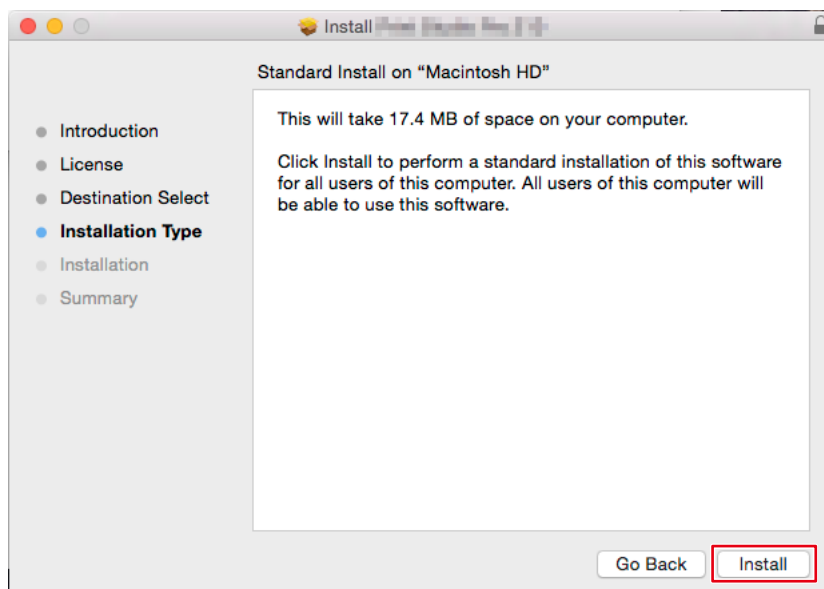 Install
Standard Install on “Macintosh HD”
Introduction
License
Destination Select
Installation Type
Installation
Summary
This will take 17.4 MB of space on your computer.
Click Install to perform a standard installation of this software
for all users of this computer. All users of this computer will
be able to use this software.
Go Back
Install